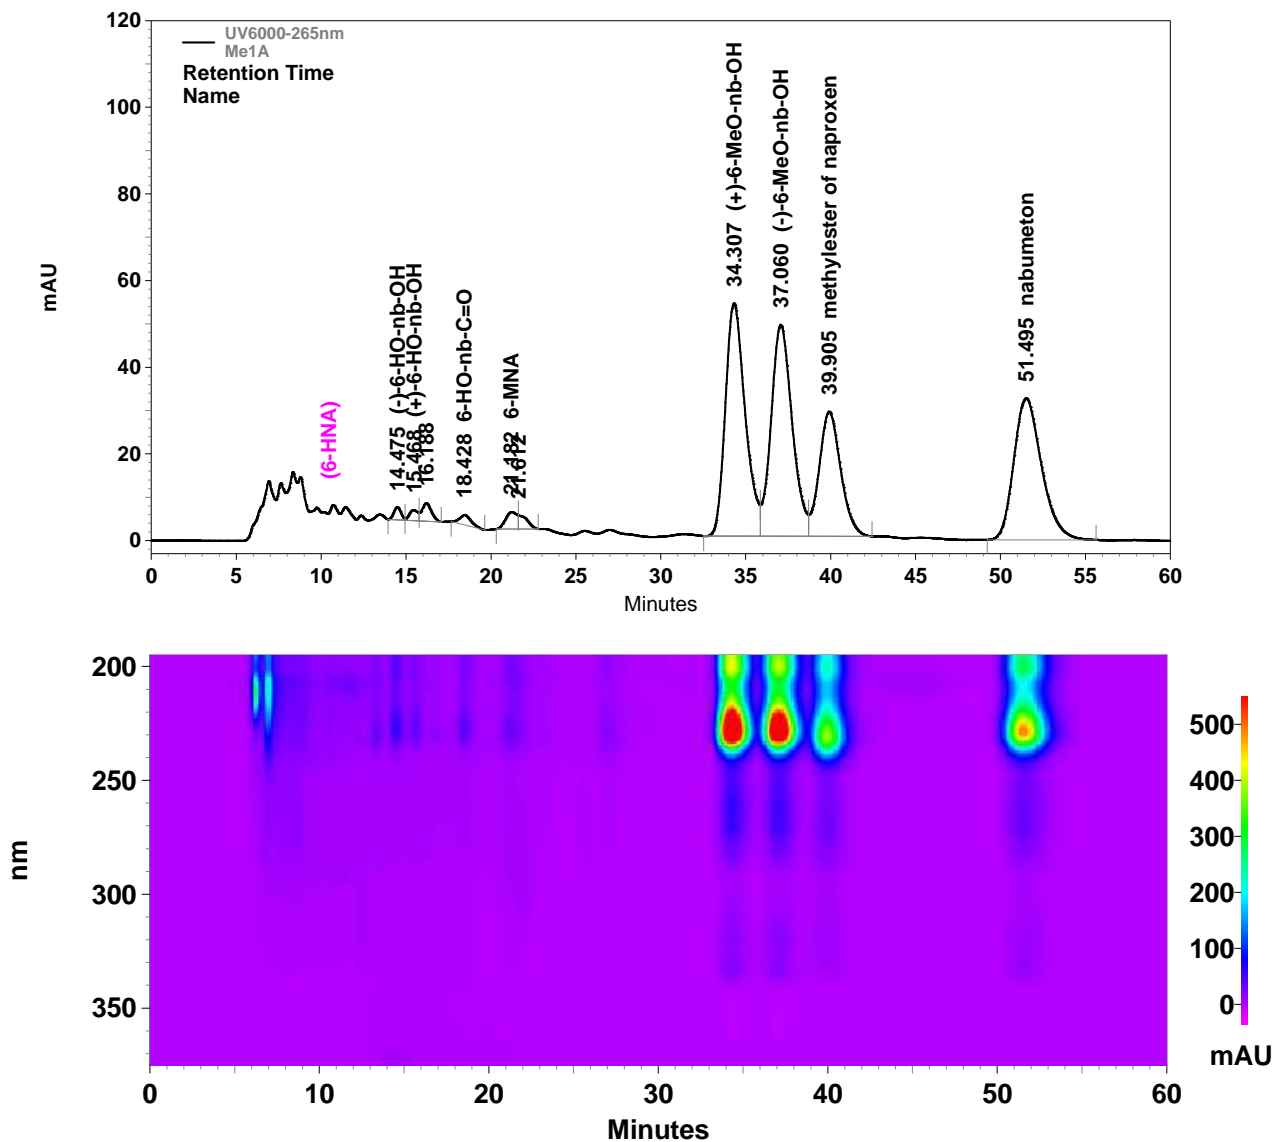 120
100
80
60
40
20
0
mAU
UV6000-265nm
Me1A
Retention Time
Name
(6-HNA)
14.475 (-)-6-HO-nb-OH
15.468 (+)-6-HO-nb-OH
16.188
18.428 6-HO-nb-C=O
21.182 6-MNA
21.612
34.307 (+)-6-MeO-nb-OH
37.060 (-)-6-MeO-nb-OH
39.905 methylester of naproxen
51.495 nabumeton
0 5 10 15 20 25 30 35 40 45 50 55 60
Minutes
200
250
300
350
nm
0 10 20 30 40 50 60
Minutes
500
400
300
200
100
0
mAU